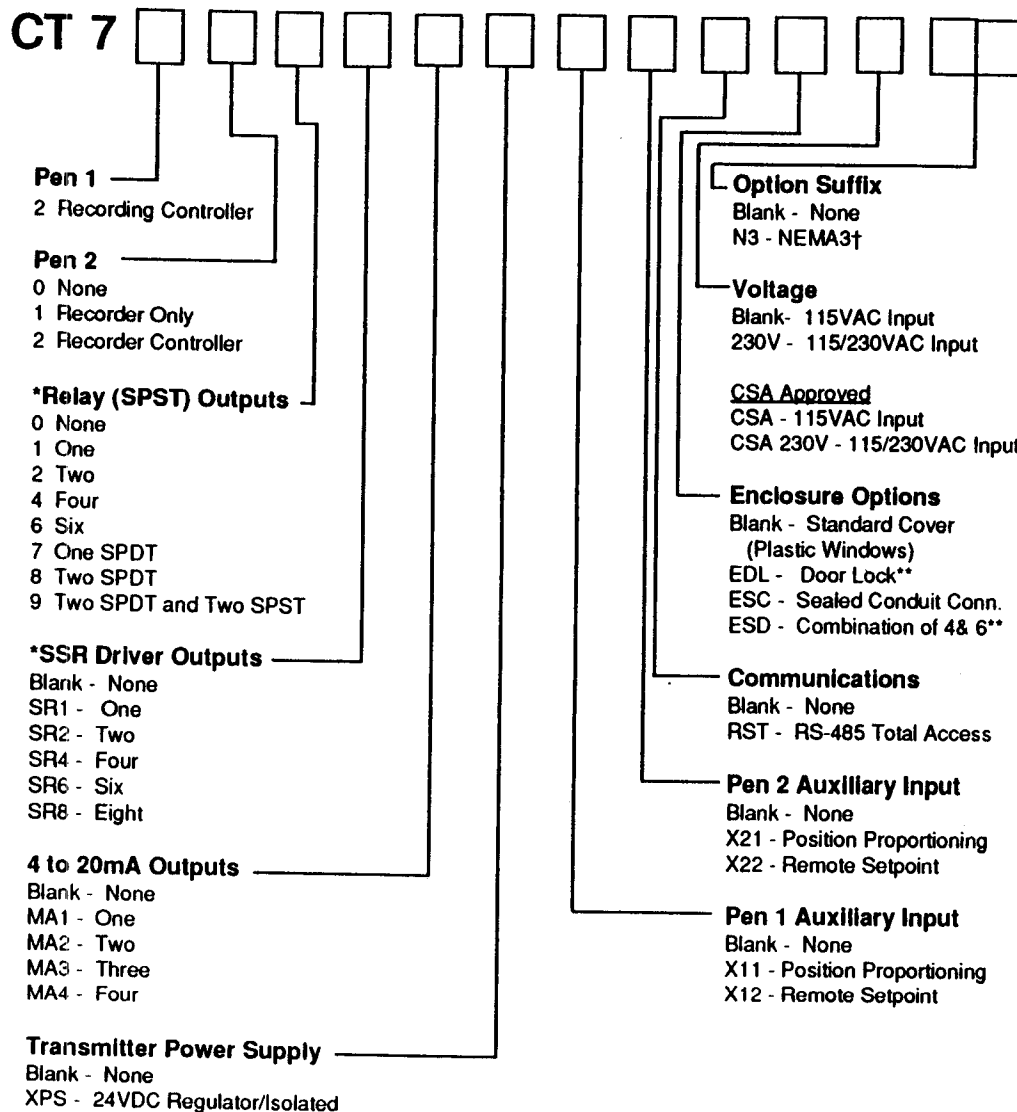 CT 7
Pen 1
2 Recording Controller
Pen 2
0 None
1 Recorder Only
2 Recorder Controller
*Relay (SPST) Outputs
0 None
1 One
2 Two
4 Four
6 Six
7 One SPDT
8 Two SPDT
9 Two SPDT and Two SPST
*SSR Driver Outputs
Blank - None
SR1 - One
SR2 - Two
SR4 - Four
SR6 - Six
SR8 - Eight
4 to 20mA Outputs
Blank - None
MA1 - One
MA2 - Two
MA3 - Three
MA4 - Four
Transmitter Power Supply
Blank - None
XPS - 24VDC Regulator/Isolated
Option Suffix
Blank - None
N3 - NEMA3†
Voltage
Blank- 115VAC Input
230V - 115/230VAC Input
CSA Approved
CSA - 115VAC Input
CSA 230V - 115/230VAC Input
Enclosure Options
Blank - Standard Cover
(Plastic Windows)
EDL - Door Lock**
ESC - Sealed Conduit Conn.
ESD - Combination of 4& 6**
Communications
Blank - None
RST - RS-485 Total Access
Pen 2 Auxiliary Input
Blank - None
X21 - Position Proportioning
X22 - Remote Setpoint
Pen 1 Auxiliary Input
Blank - None
X11 - Position Proportioning
X12 - Remote Setpoint